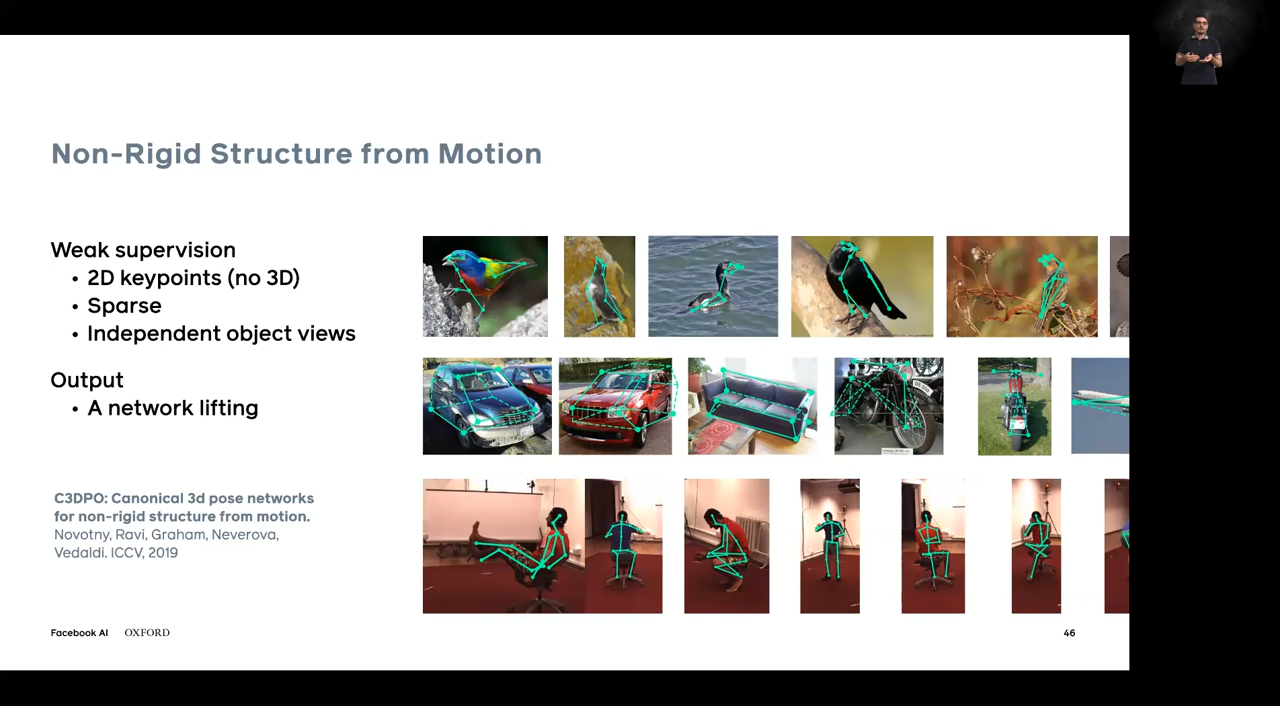 Non-Rigid Structure from Motion
Weak supervision
• 2D keypoints (no 3D)
• Sparse
• Independent object views
Output
• A network lifting
C3DPO: Canonical 3d pose networks
for non-rigid structure from motion.
Novotny, Ravi, Graham, Neverova,
Vedaldi. ICCV, 2019
Facebook AI OXFORD
46